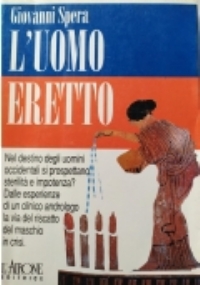 Giovanni Spera
L'UOMO
ERETTO
Nel destino degli uomini
occidentali si prospettano
sterilità e impotenza?
Dalle esperienze
di un clinico andrologo
la via del riscatto
del maschio
in crisi.
L'AIRONE
EDITRICE